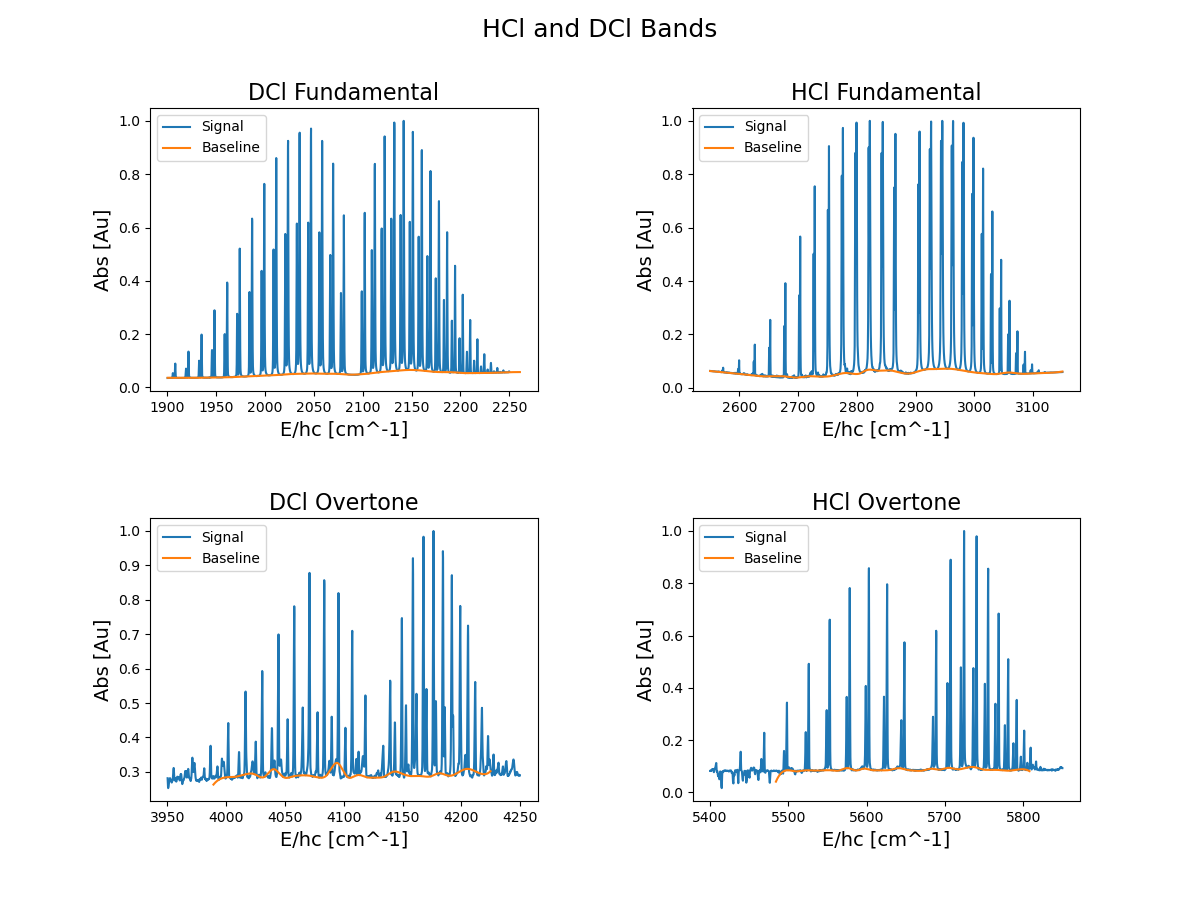 HCl and DCl Bands
DCl Fundamental
Signal
Baseline
1.0
0.8
0.6
0.4
0.2
0.0
Abs [Au]
1900 1950 2000 2050 2100 2150 2200 2250
E/hc [cm^-1]
HCl Fundamental
Signal
Baseline
1.0
0.8
0.6
0.4
0.2
0.0
Abs [Au]
2600 2700 2800 2900 3000 3100
E/hc [cm^-1]
DCl Overtone
Signal
Baseline
1.0
0.9
0.8
0.7
0.6
0.5
0.4
0.3
Abs [Au]
3950 4000 4050 4100 4150 4200 4250
E/hc [cm^-1]
HCl Overtone
Signal
Baseline
1.0
0.8
0.6
0.4
0.2
0.0
Abs [Au]
5400 5500 5600 5700 5800
E/hc [cm^-1]